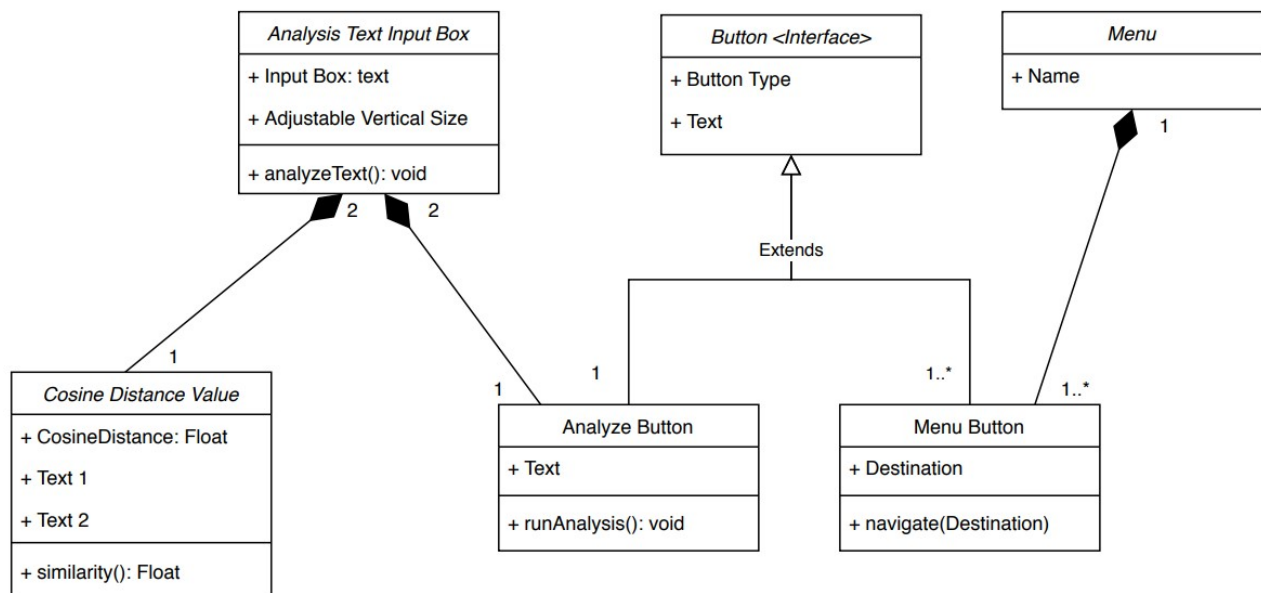 Analysis Text Input Box
+ Input Box: text
+ Adjustable Vertical Size
+ analyzeText(): void
Button <Interface>
+ Button Type
+ Text
Menu
+ Name
2
2
1
Extends
1
1
1
1..*
1..*
Cosine Distance Value
+ CosineDistance: Float
+ Text 1
+ Text 2
+ similarity(): Float
Analyze Button
+ Text
+ runAnalysis(): void
Menu Button
+ Destination
+ navigate(Destination)